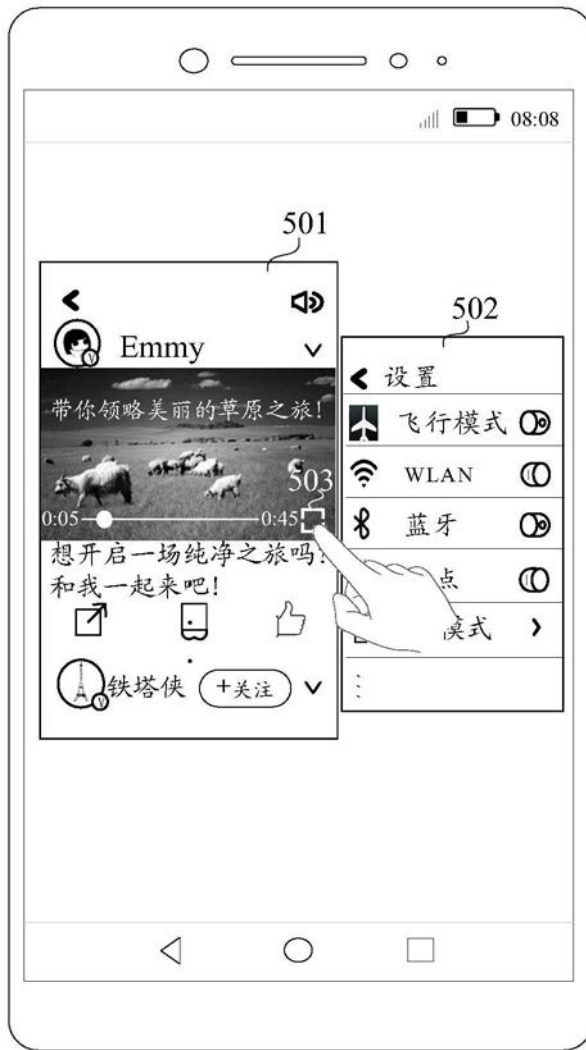 08:08
501
Emmy
带你领略美丽的草原之旅!
503
0:05
0:45
想开启一场纯净之旅吗?
和我一起来吧!
铁塔侠
+关注
502
设置
飞行模式
WLAN
蓝牙
点
模式